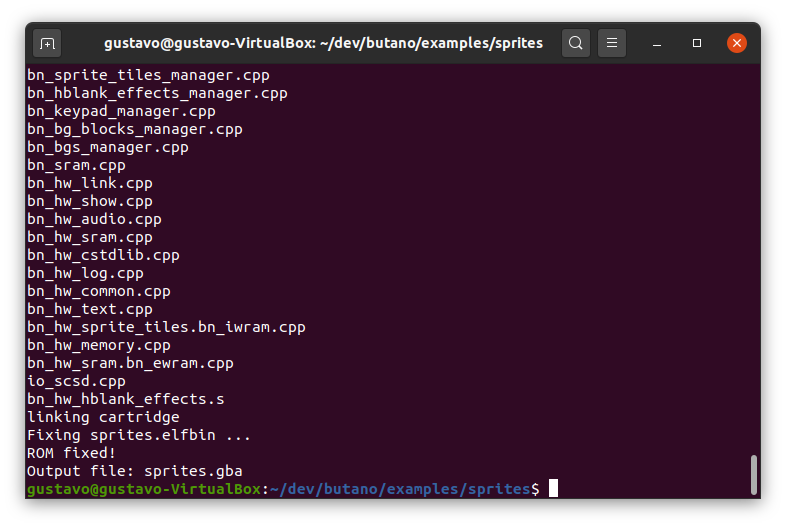 gustavo@gustavo-VirtualBox: ~/dev/butano/examples/sprites
bn_sprite_tiles_manager.cpp
bn_hblank_effects_manager.cpp
bn_keypad_manager.cpp
bn_bg_blocks_manager.cpp
bn_bgs_manager.cpp
bn_sram.cpp
bn_hw_link.cpp
bn_hw_show.cpp
bn_hw_audio.cpp
bn_hw_sram.cpp
bn_hw_cstdlib.cpp
bn_hw_log.cpp
bn_hw_common.cpp
bn_hw_text.cpp
bn_hw_sprite_tiles.bn_iwram.cpp
bn_hw_memory.cpp
bn_hw_sram.bn_ewram.cpp
io_scsd.cpp
bn_hw_hblank_effects.s
linking cartridge
Fixing sprites.elfbin ...
ROM fixed!
Output file: sprites.gba
gustavo@gustavo-VirtualBox:~/dev/butano/examples/sprites$